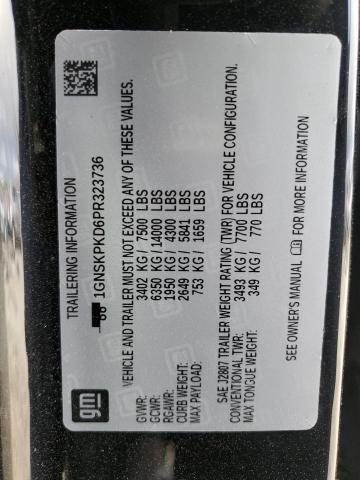 TRAILERING INFORMATION
1GNSKPKD6PR323736
VEHICLE AND TRAILER MUST NOT EXCEED ANY OF THESE VALUES.
GVWR: 3402 KG/ 7500 LBS
GCWR: 6350 KG/14000 LBS
RGAWR: 1950 KG/ 4300 LBS
CURB WEIGHT: 2649 KG/ 5841 LBS
MAX PAYLOAD: 753 KG/ 1659 LBS
SAE J2807 TRAILER WEIGHT RATING (TWR) FOR VEHICLE CONFIGURATION.
CONVENTIONAL TWR: 3493 KG/ 7700 LBS
MAX TONGUE WEIGHT: 349 KG/ 770 LBS
SEE OWNER'S MANUAL FOR MORE INFORMATION
gm